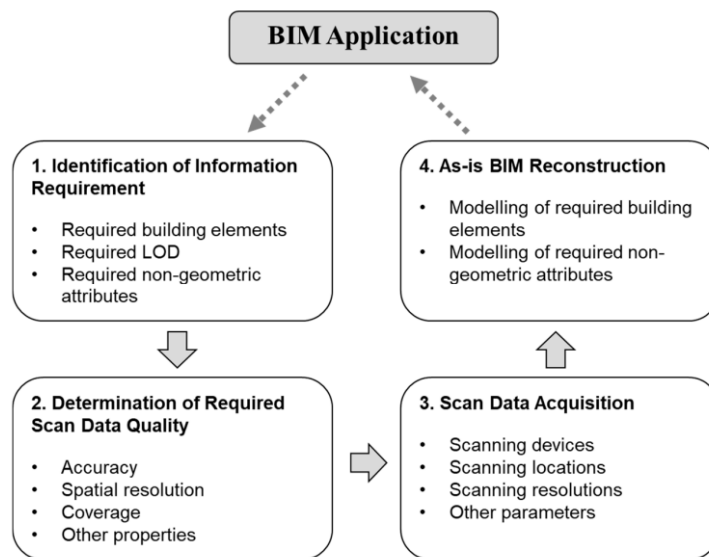 BIM Application
1. Identification of Information
Requirement
• Required building elements
• Required LOD
• Required non-geometric
attributes
2. Determination of Required
Scan Data Quality
• Accuracy
• Spatial resolution
• Coverage
• Other properties
3. Scan Data Acquisition
• Scanning devices
• Scanning locations
• Scanning resolutions
• Other parameters
4. As-is BIM Reconstruction
• Modelling of required building
elements
• Modelling of required non-
geometric attributes